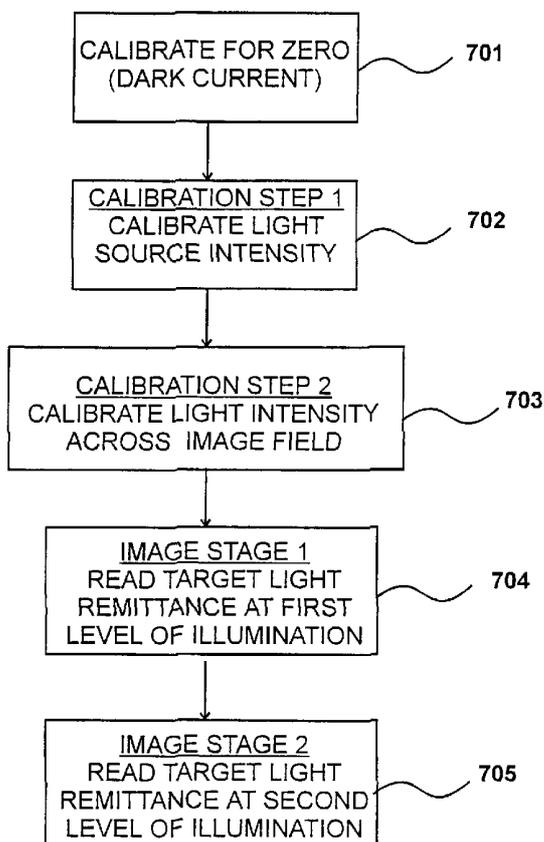 CALIBRATE FOR ZERO
(DARK CURRENT)
701
CALIBRATION STEP 1
CALIBRATE LIGHT
SOURCE INTENSITY
702
CALIBRATION STEP 2
CALIBRATE LIGHT INTENSITY
ACROSS IMAGE FIELD
703
IMAGE STAGE 1
READ TARGET LIGHT
REMITTANCE AT FIRST
LEVEL OF ILLUMINATION
704
IMAGE STAGE 2
READ TARGET LIGHT
REMITTANCE AT SECOND
LEVEL OF ILLUMINATION
705